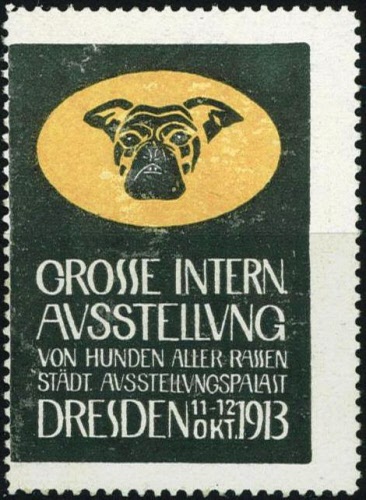 GROSSE INTERN.
AVSSTELLVNG
VON HUNDEN ALLER RASSEN
STÄDT. AVSSTELLVNGSPALAST
DRESDEN 11-12 OKT. 1913